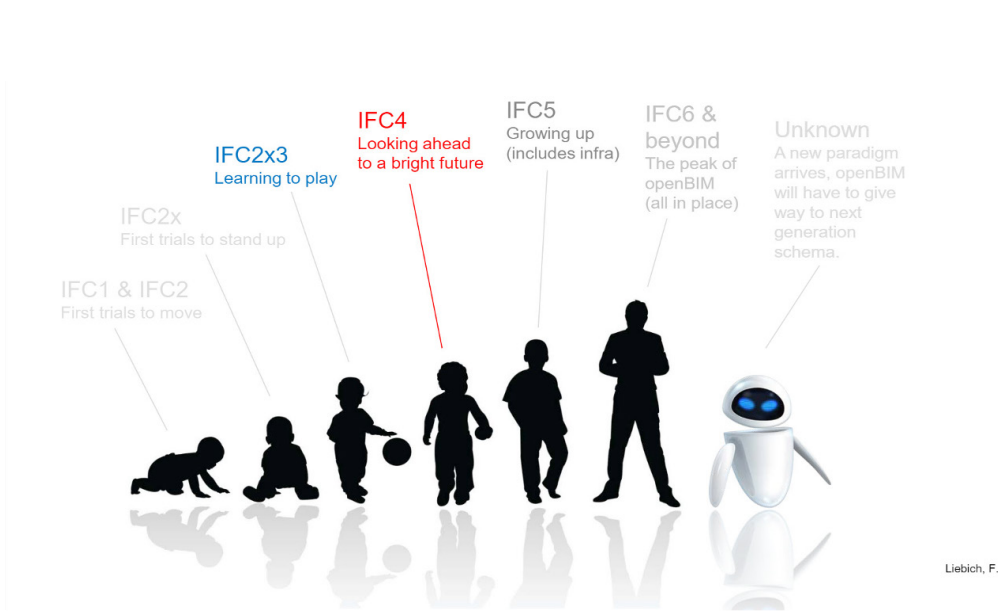 IFC1 & IFC2
First trials to move
IFC2x
First trials to stand up
IFC2x3
Learning to play
IFC4
Looking ahead
to a bright future
IFC5
Growing up
(includes infra)
IFC6 &
beyond
The peak of
openBIM
(all in place)
Unknown
A new paradigm
arrives, openBIM
will have to give
way to next
generation
schema.
Liebich, F.